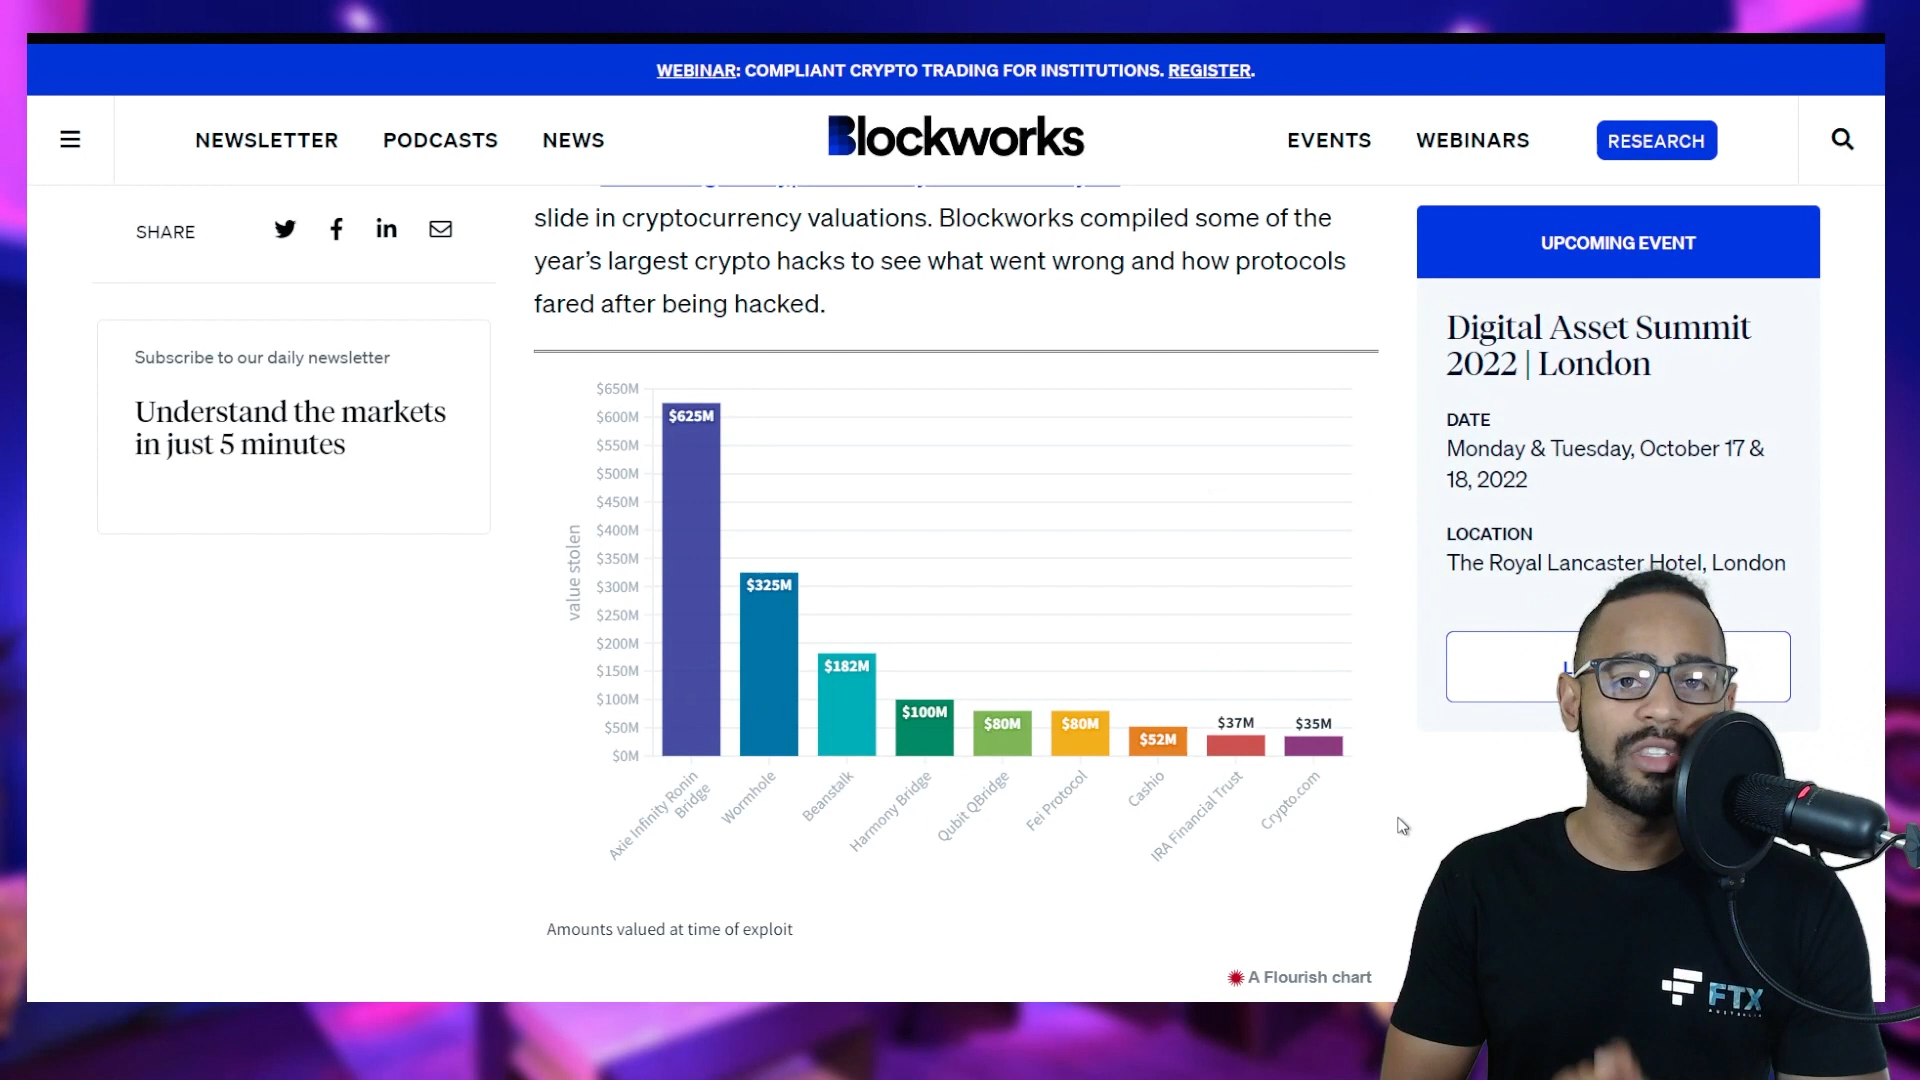 WEBINAR: COMPLIANT CRYPTO TRADING FOR INSTITUTIONS. REGISTER.
NEWSLETTER
PODCASTS
NEWS
Blockworks
EVENTS
WEBINARS
RESEARCH
SHARE
Subscribe to our daily newsletter
Understand the markets
in just 5 minutes
slide in cryptocurrency valuations. Blockworks compiled some of the
year's largest crypto hacks to see what went wrong and how protocols
fared after being hacked.
value stolen
$650M
$600M
$550M
$500M
$450M
$400M
$350M
$300M
$250M
$200M
$150M
$100M
$50M
$0M
$625M
$325M
$182M
$100M
$80M
$80M
$52M
$37M
$35M
Axie Infinity Ronin
Bridge
Wormhole
Beanstalk
Harmony Bridge
Qubit QBridge
Fei Protocol
Cashio
IRA Financial Trust
Crypto.com
Amounts valued at time of exploit
A Flourish chart
UPCOMING EVENT
Digital Asset Summit
2022 | London
DATE
Monday & Tuesday, October 17 &
18, 2022
LOCATION
The Royal Lancaster Hotel, London
FTX
AUSTRALIA